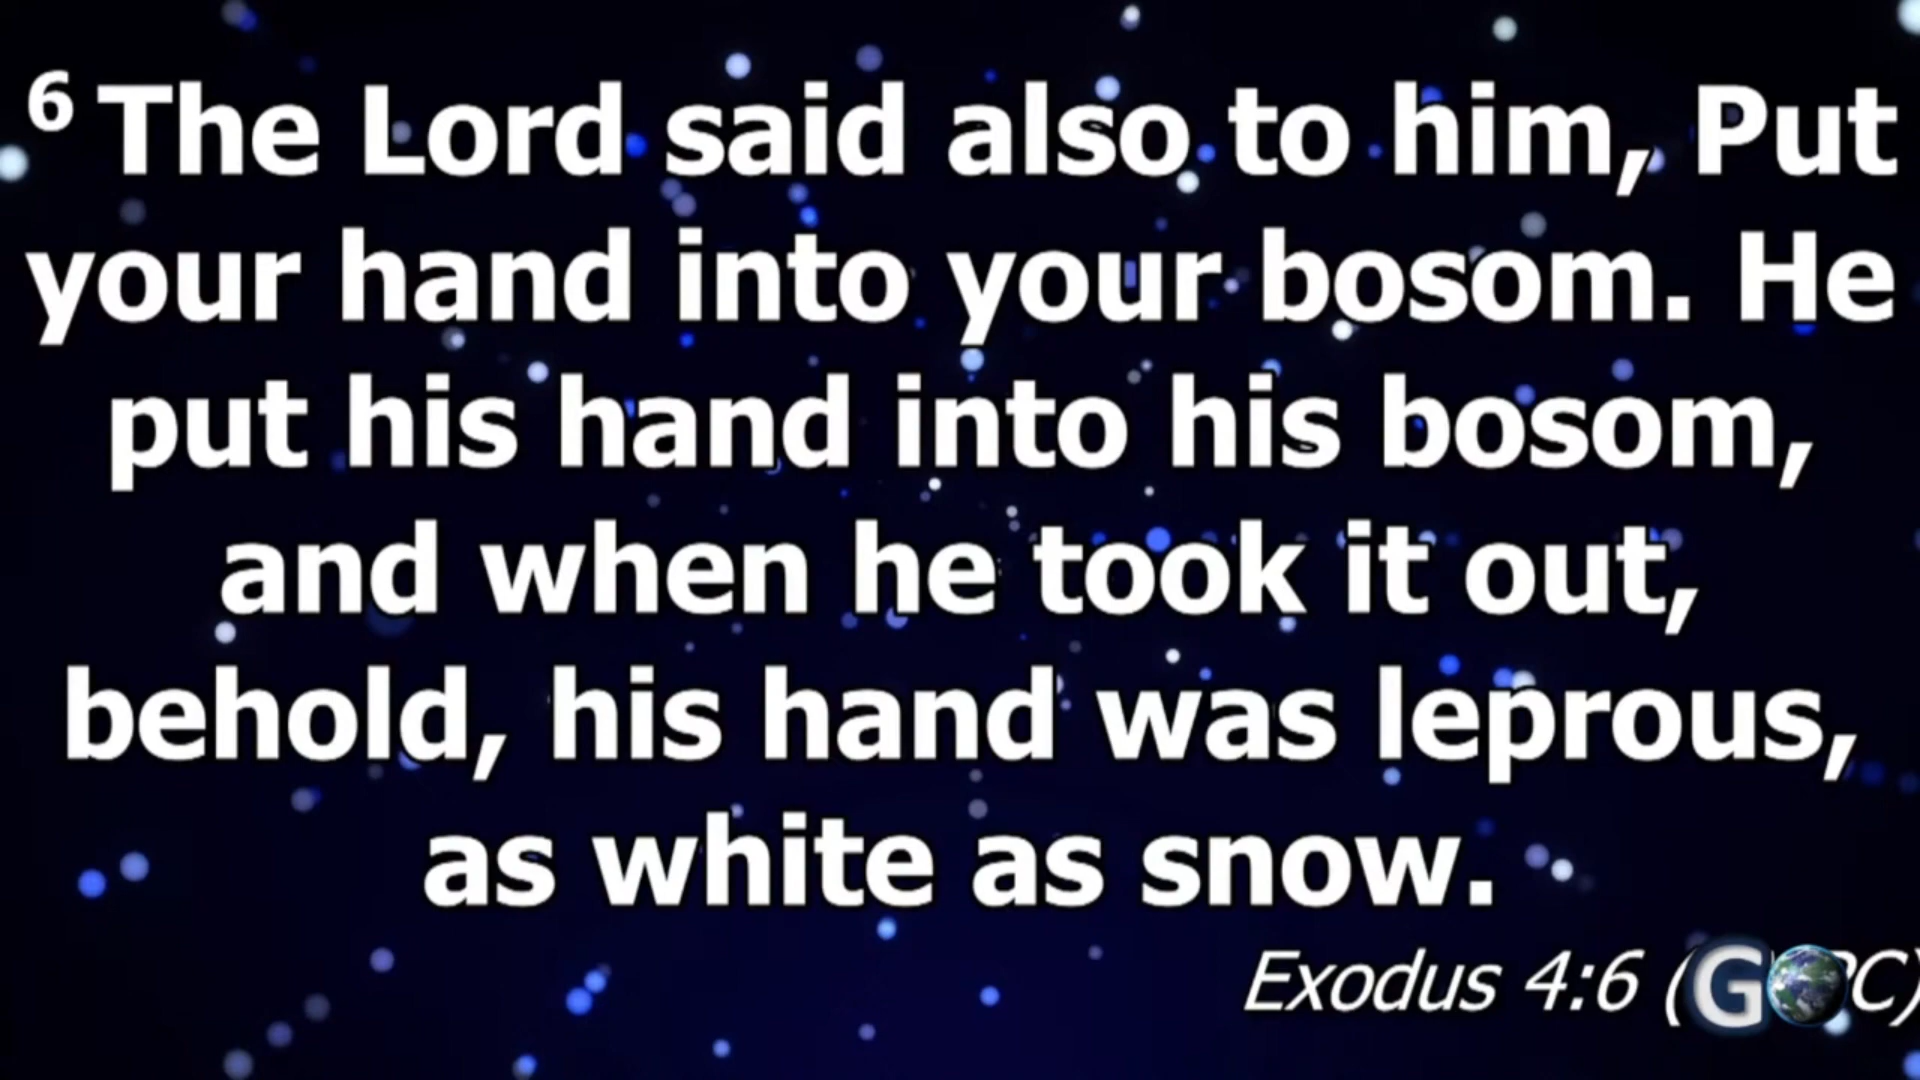 6 The Lord said also to him, Put
your hand into your bosom. He
put his hand into his bosom,
and when he took it out,
behold, his hand was leprous,
as white as snow.
Exodus 4:6
G